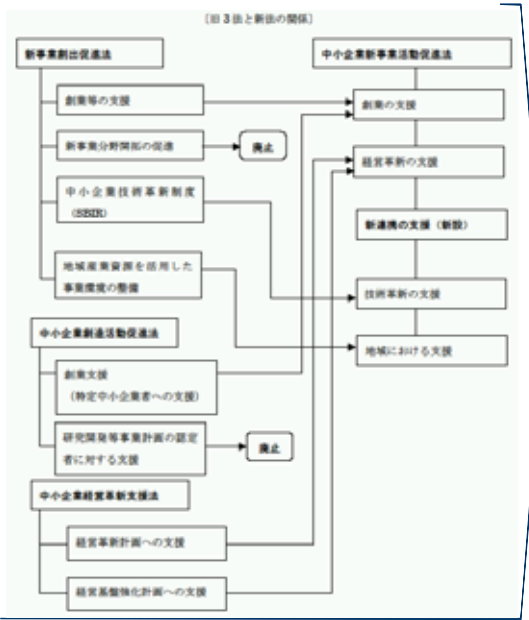 〔旧3法と新法の関係〕
新事業創出促進法
中小企業新事業活動促進法
創業等の支援
創業の支援
新事業分野開拓の促進
廃止
経営革新の支援
中小企業技術革新制度
（SBIR）
新連携の支援（新設）
地域産業資源を活用した
事業環境の整備
技術革新の支援
中小企業創造活動促進法
地域における支援
創業支援
（特定中小企業者への支援）
研究開発等事業計画の認定
者に対する支援
廃止
中小企業経営革新支援法
経営革新計画への支援
経営基盤強化計画への支援